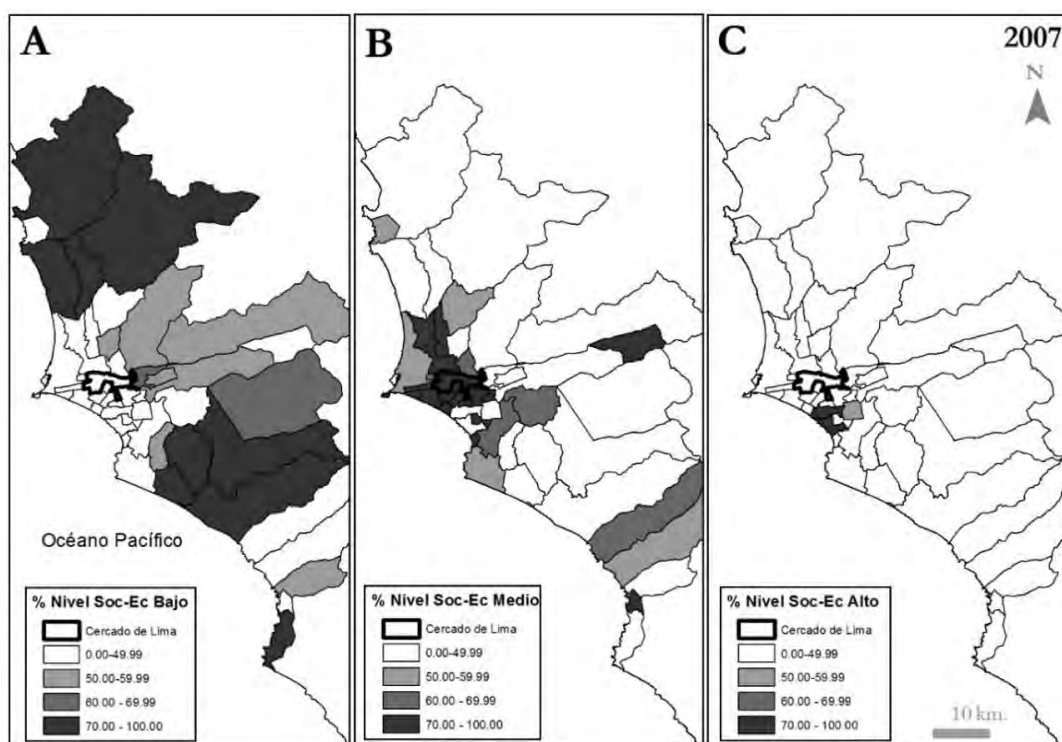 A
B
C
2007
N
Océano Pacífico
% Nivel Soc-Ec Bajo
Cercado de Lima
0.00-49.99
50.00-59.99
60.00 - 69.99
70.00 - 100.00
% Nivel Soc-Ec Medio
Cercado de Lima
0.00-49.99
50.00-59.99
60.00 - 69.99
70.00 - 100.00
% Nivel Soc-Ec Alto
Cercado de Lima
0.00-49.99
50.00-59.99
60.00 - 69.99
70.00 - 100.00
10 km.